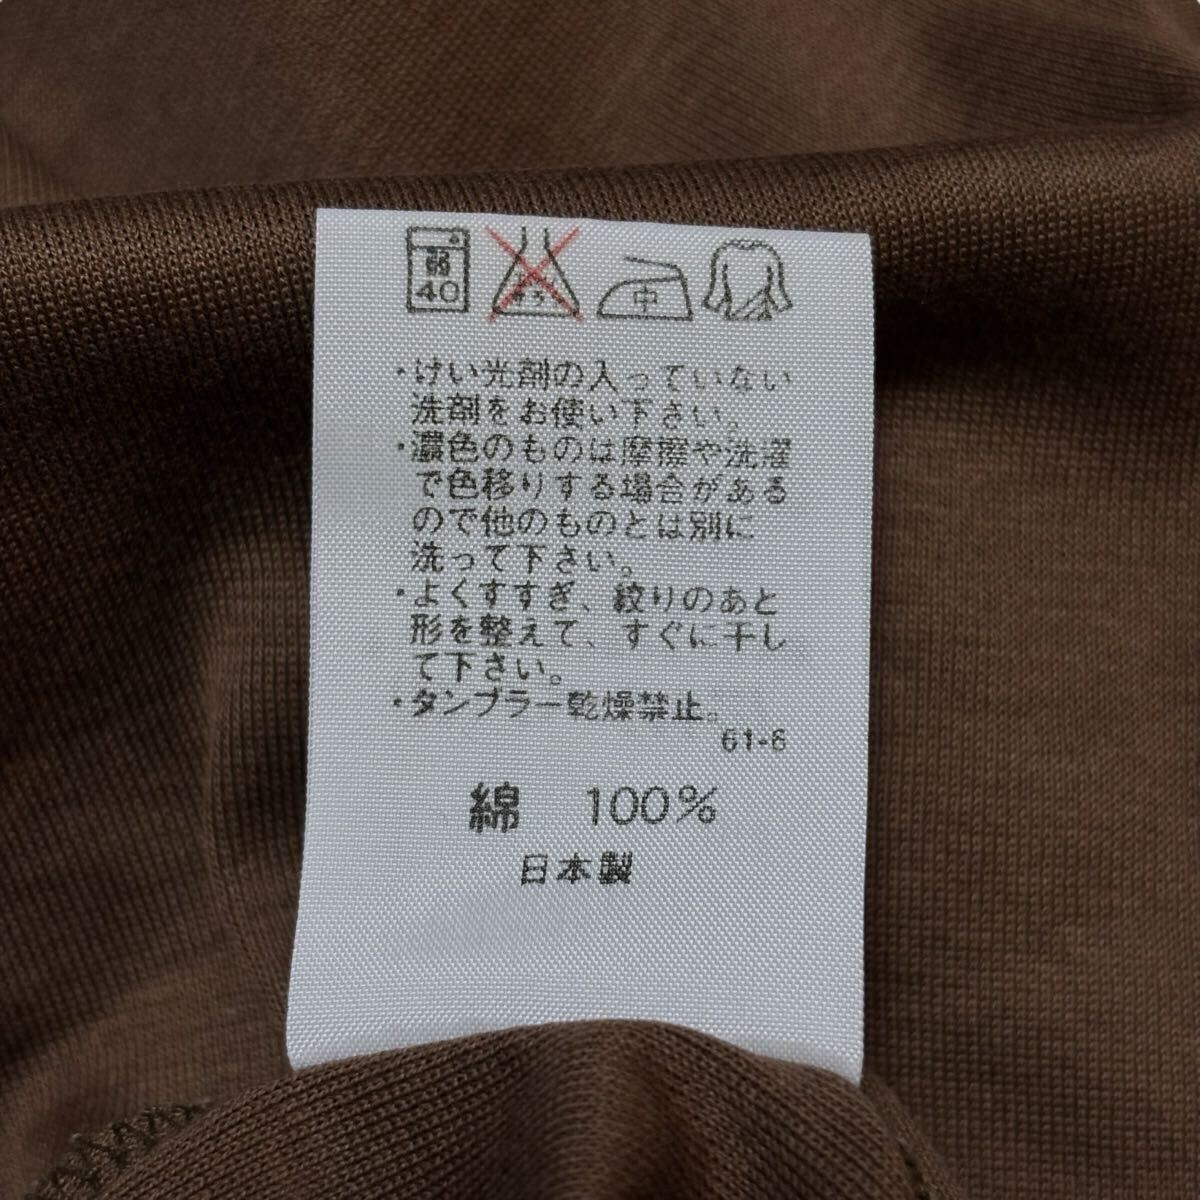 弱
40
中
・けい光剤の入っていない
洗剤をお使い下さい。
・濃色のものは摩擦や洗濯
で色移りする場合がある
ので他のものとは別に
洗って下さい。
・よくすすぎ、絞りのあと
形を整えて、すぐに干し
て下さい。
・タンブラー乾燥禁止。
61-6
綿 100%
日本製